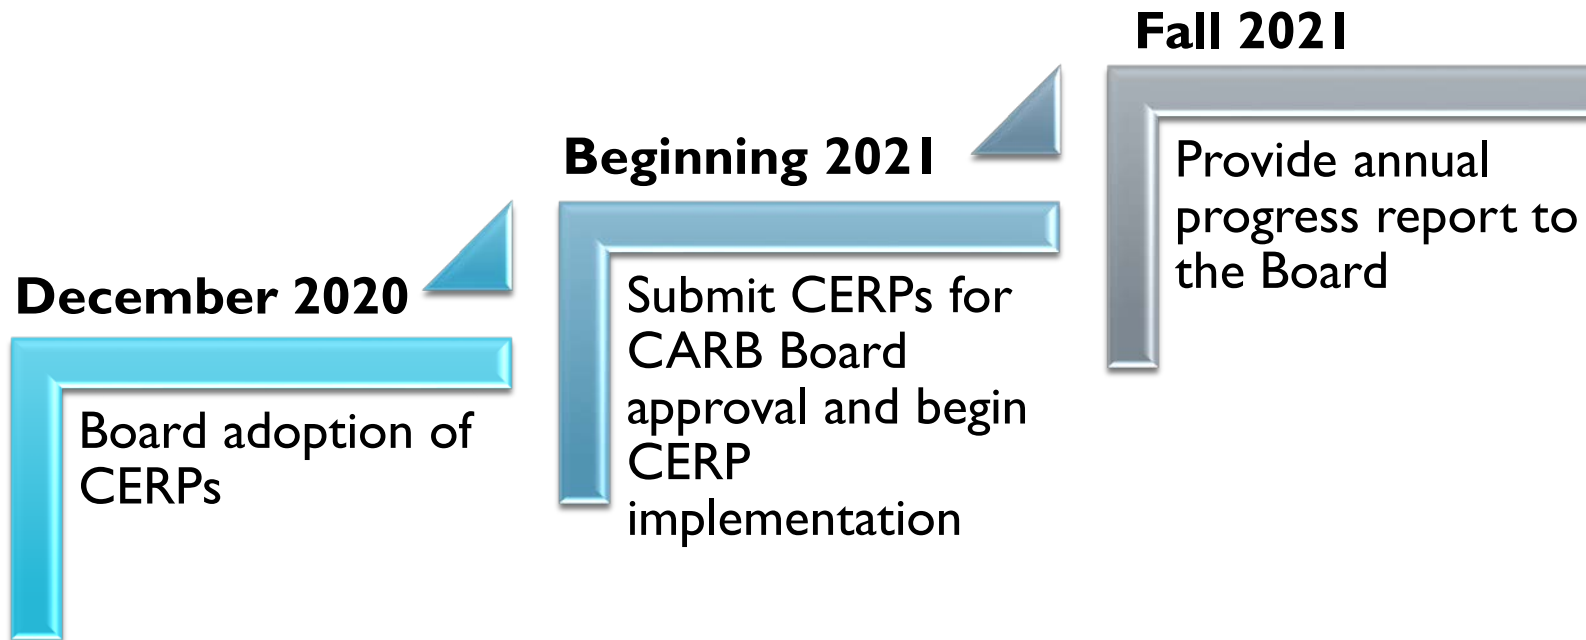 December 2020
Board adoption of
CERPs
Beginning 2021
Submit CERPs for
CARB Board
approval and begin
CERP
implementation
Fall 2021
Provide annual
progress report to
the Board